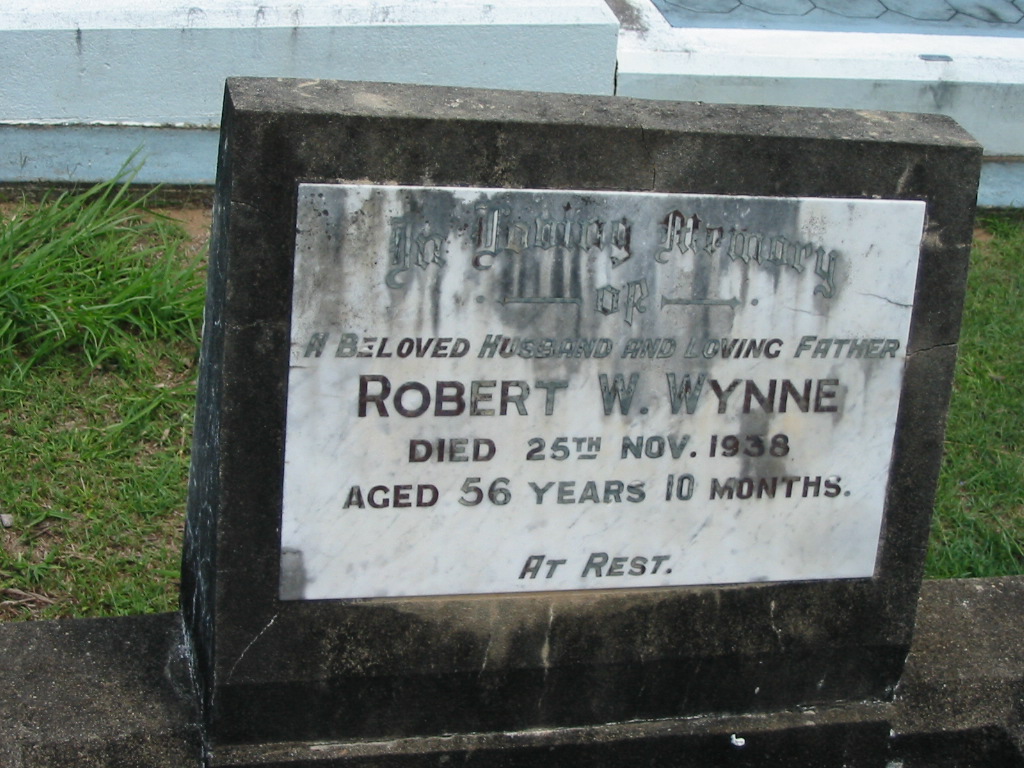 In Loving Memory
OF
A BELOVED HUSBAND AND LOVING FATHER
ROBERT W. WYNNE
DIED 25TH NOV. 1938
AGED 56 YEARS 10 MONTHS.
AT REST.